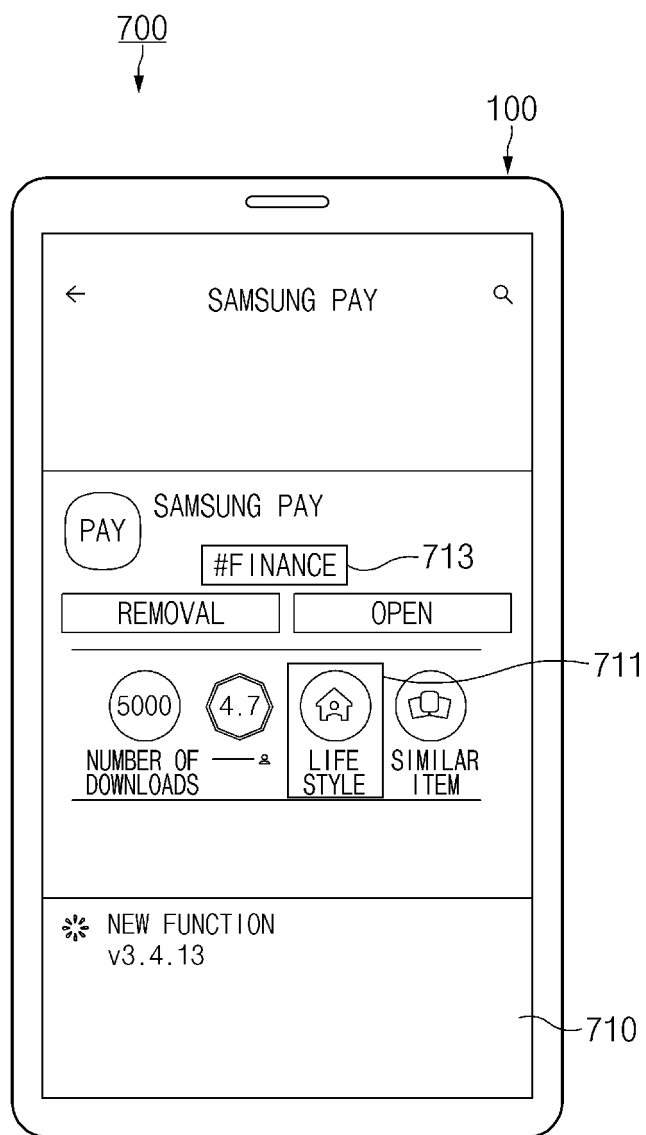 700
100
SAMSUNG PAY
PAY
SAMSUNG PAY
#FINANCE
713
REMOVAL
OPEN
711
5000
4.7
NUMBER OF
DOWNLOADS
LIFE
STYLE
SIMILAR
ITEM
NEW FUNCTION
v3.4.13
710